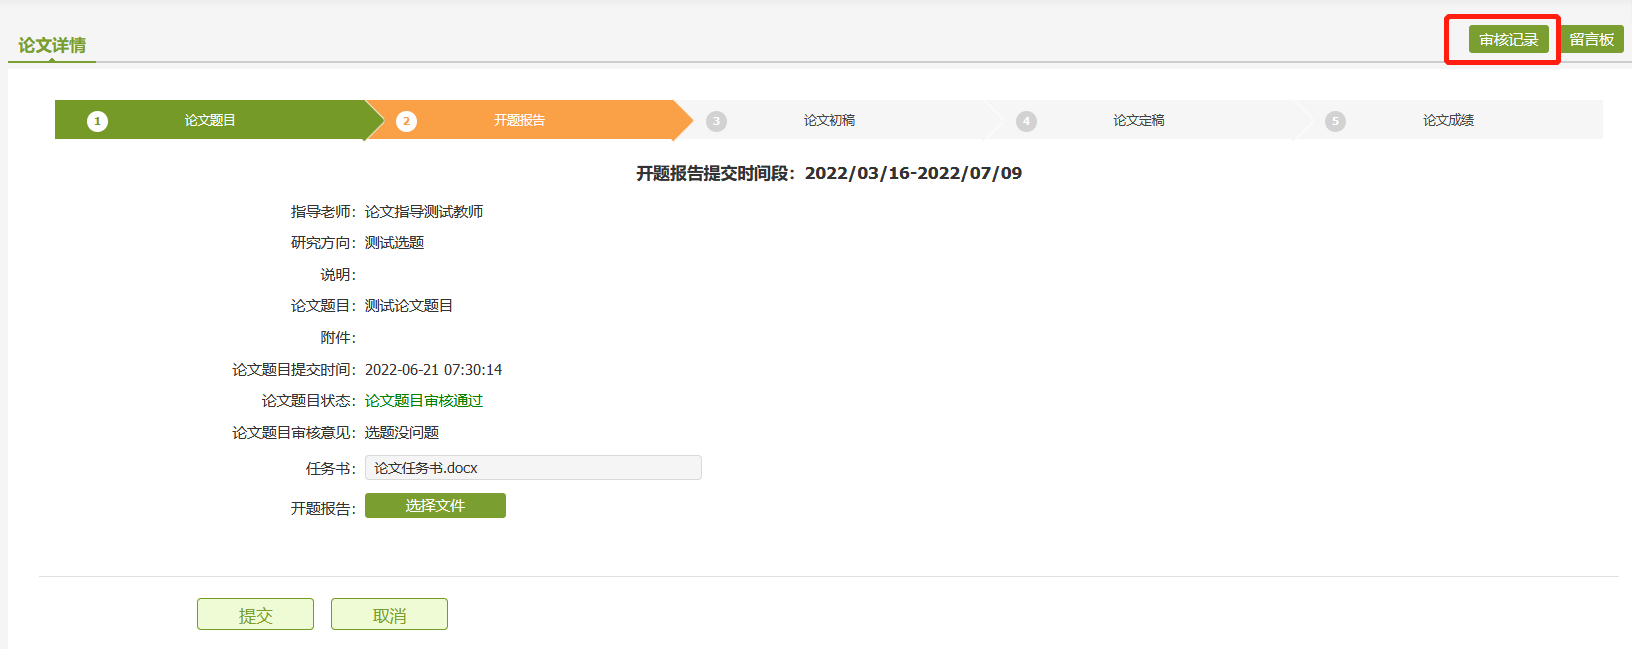 论文详情
审核记录
留言板
1 论文题目
2 开题报告
3 论文初稿
4 论文定稿
5 论文成绩
开题报告提交时间段：2022/03/16-2022/07/09
指导老师： 论文指导测试教师
研究方向： 测试选题
说明：
论文题目： 测试论文题目
附件：
论文题目提交时间： 2022-06-21 07:30:14
论文题目状态： 论文题目审核通过
论文题目审核意见： 选题没问题
任务书： 论文任务书.docx
开题报告： 选择文件
提交
取消